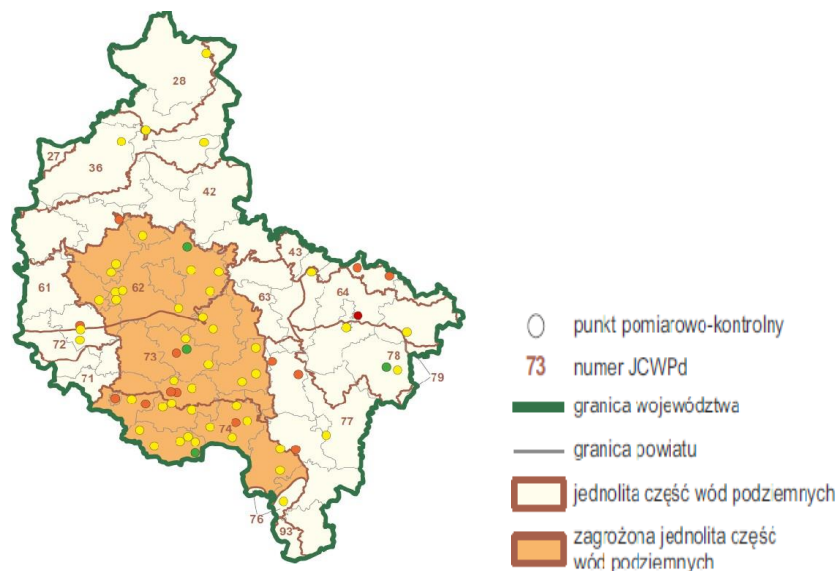 28
27
36
42
43
61
62
63
64
72
73
78
71
79
77
74
76
93
punkt pomiarowo-kontrolny
73 numer JCWPd
granica województwa
granica powiatu
jednolita część wód podziemnych
zagrożona jednolita część
wód podziemnych